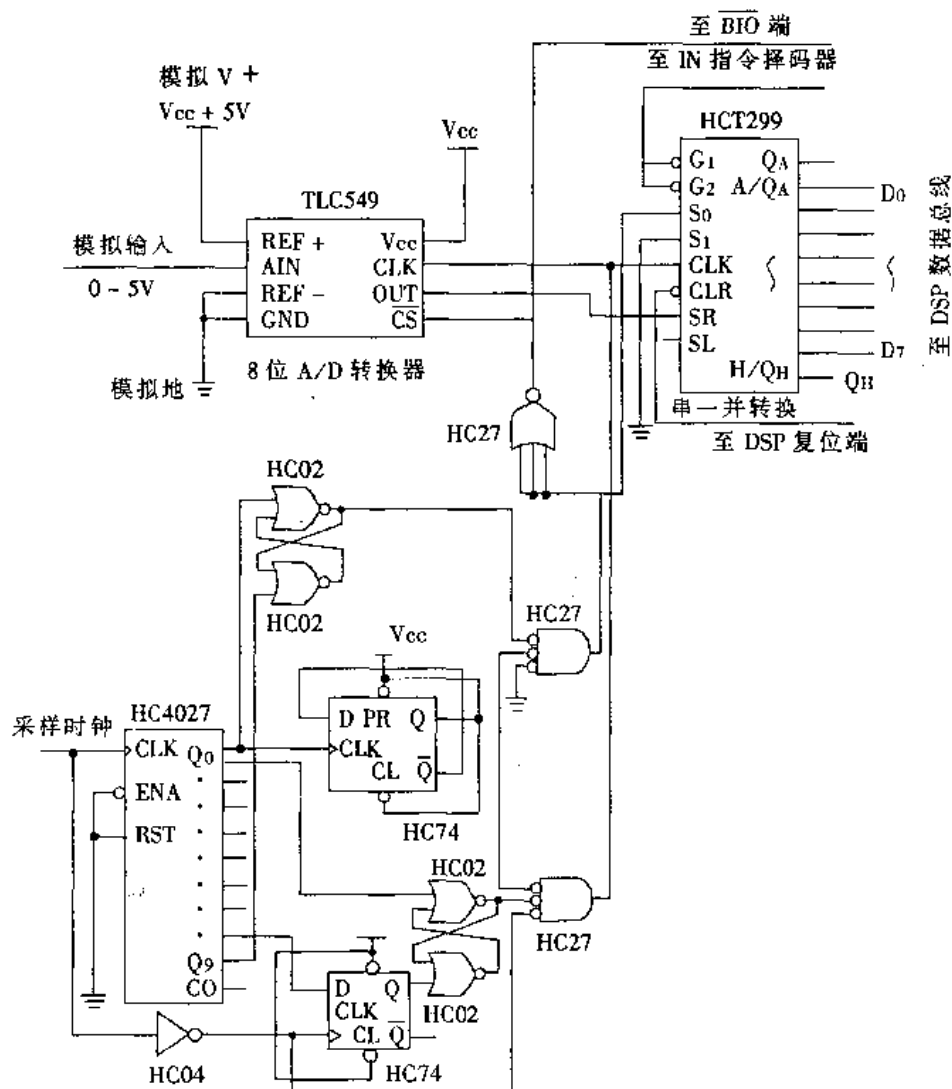 至 BIO 端
至 IN 指令择码器
模拟 V +
Vcc + 5V
Vcc
HCT299
TLC549
G1
G2
S0
S1
CLK
CLR
SR
SL
QA
A/QA
H/QH
D0
D7
QH
至 DSP 数据总线
REF +
AIN
REF -
GND
Vcc
CLK
OUT
CS
模拟输入
0 ~ 5V
模拟地
8 位 A/D 转换器
串一并转换
至 DSP 复位端
HC27
HC02
HC02
HC27
Vcc
D PR Q
CLK
CL Q
HC74
采样时钟
HC4027
CLK
ENA
RST
Q0
Q9
CO
HC02
HC27
HC02
D Q
CLK
CL Q
HC74
HC04